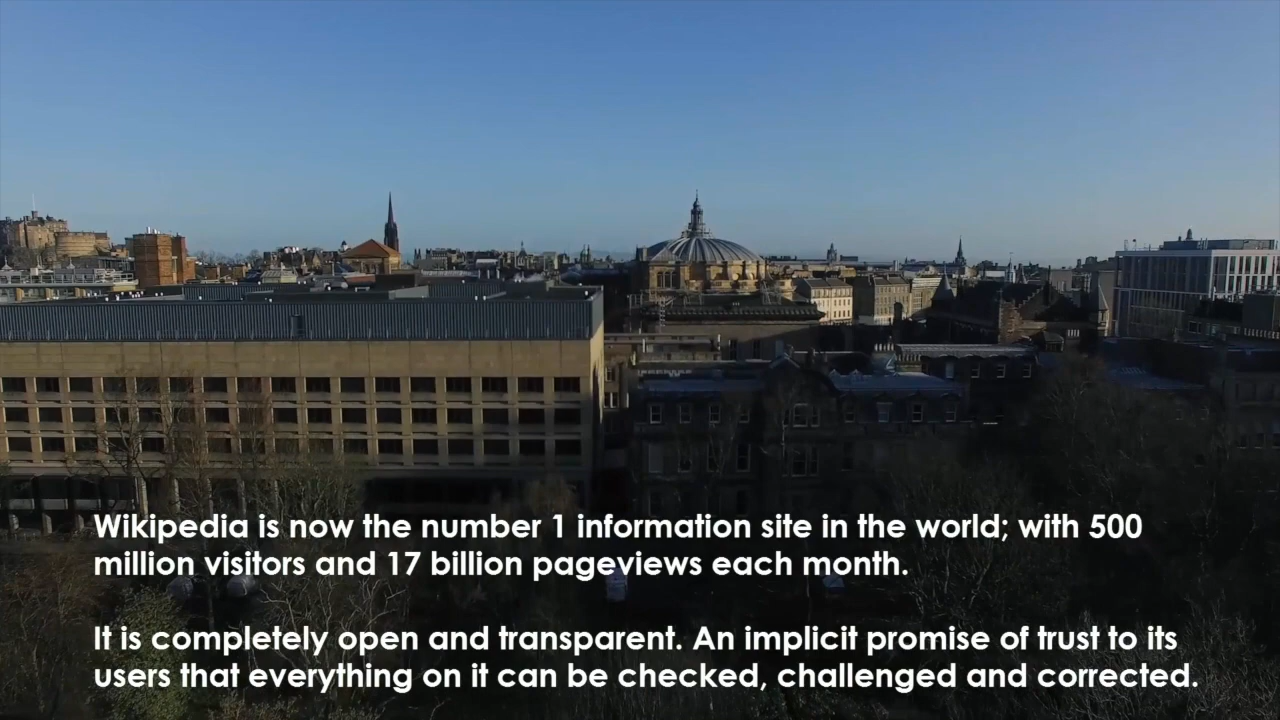 Wikipedia is now the number 1 information site in the world; with 500
million visitors and 17 billion pageviews each month.
It is completely open and transparent. An implicit promise of trust to its
users that everything on it can be checked, challenged and corrected.